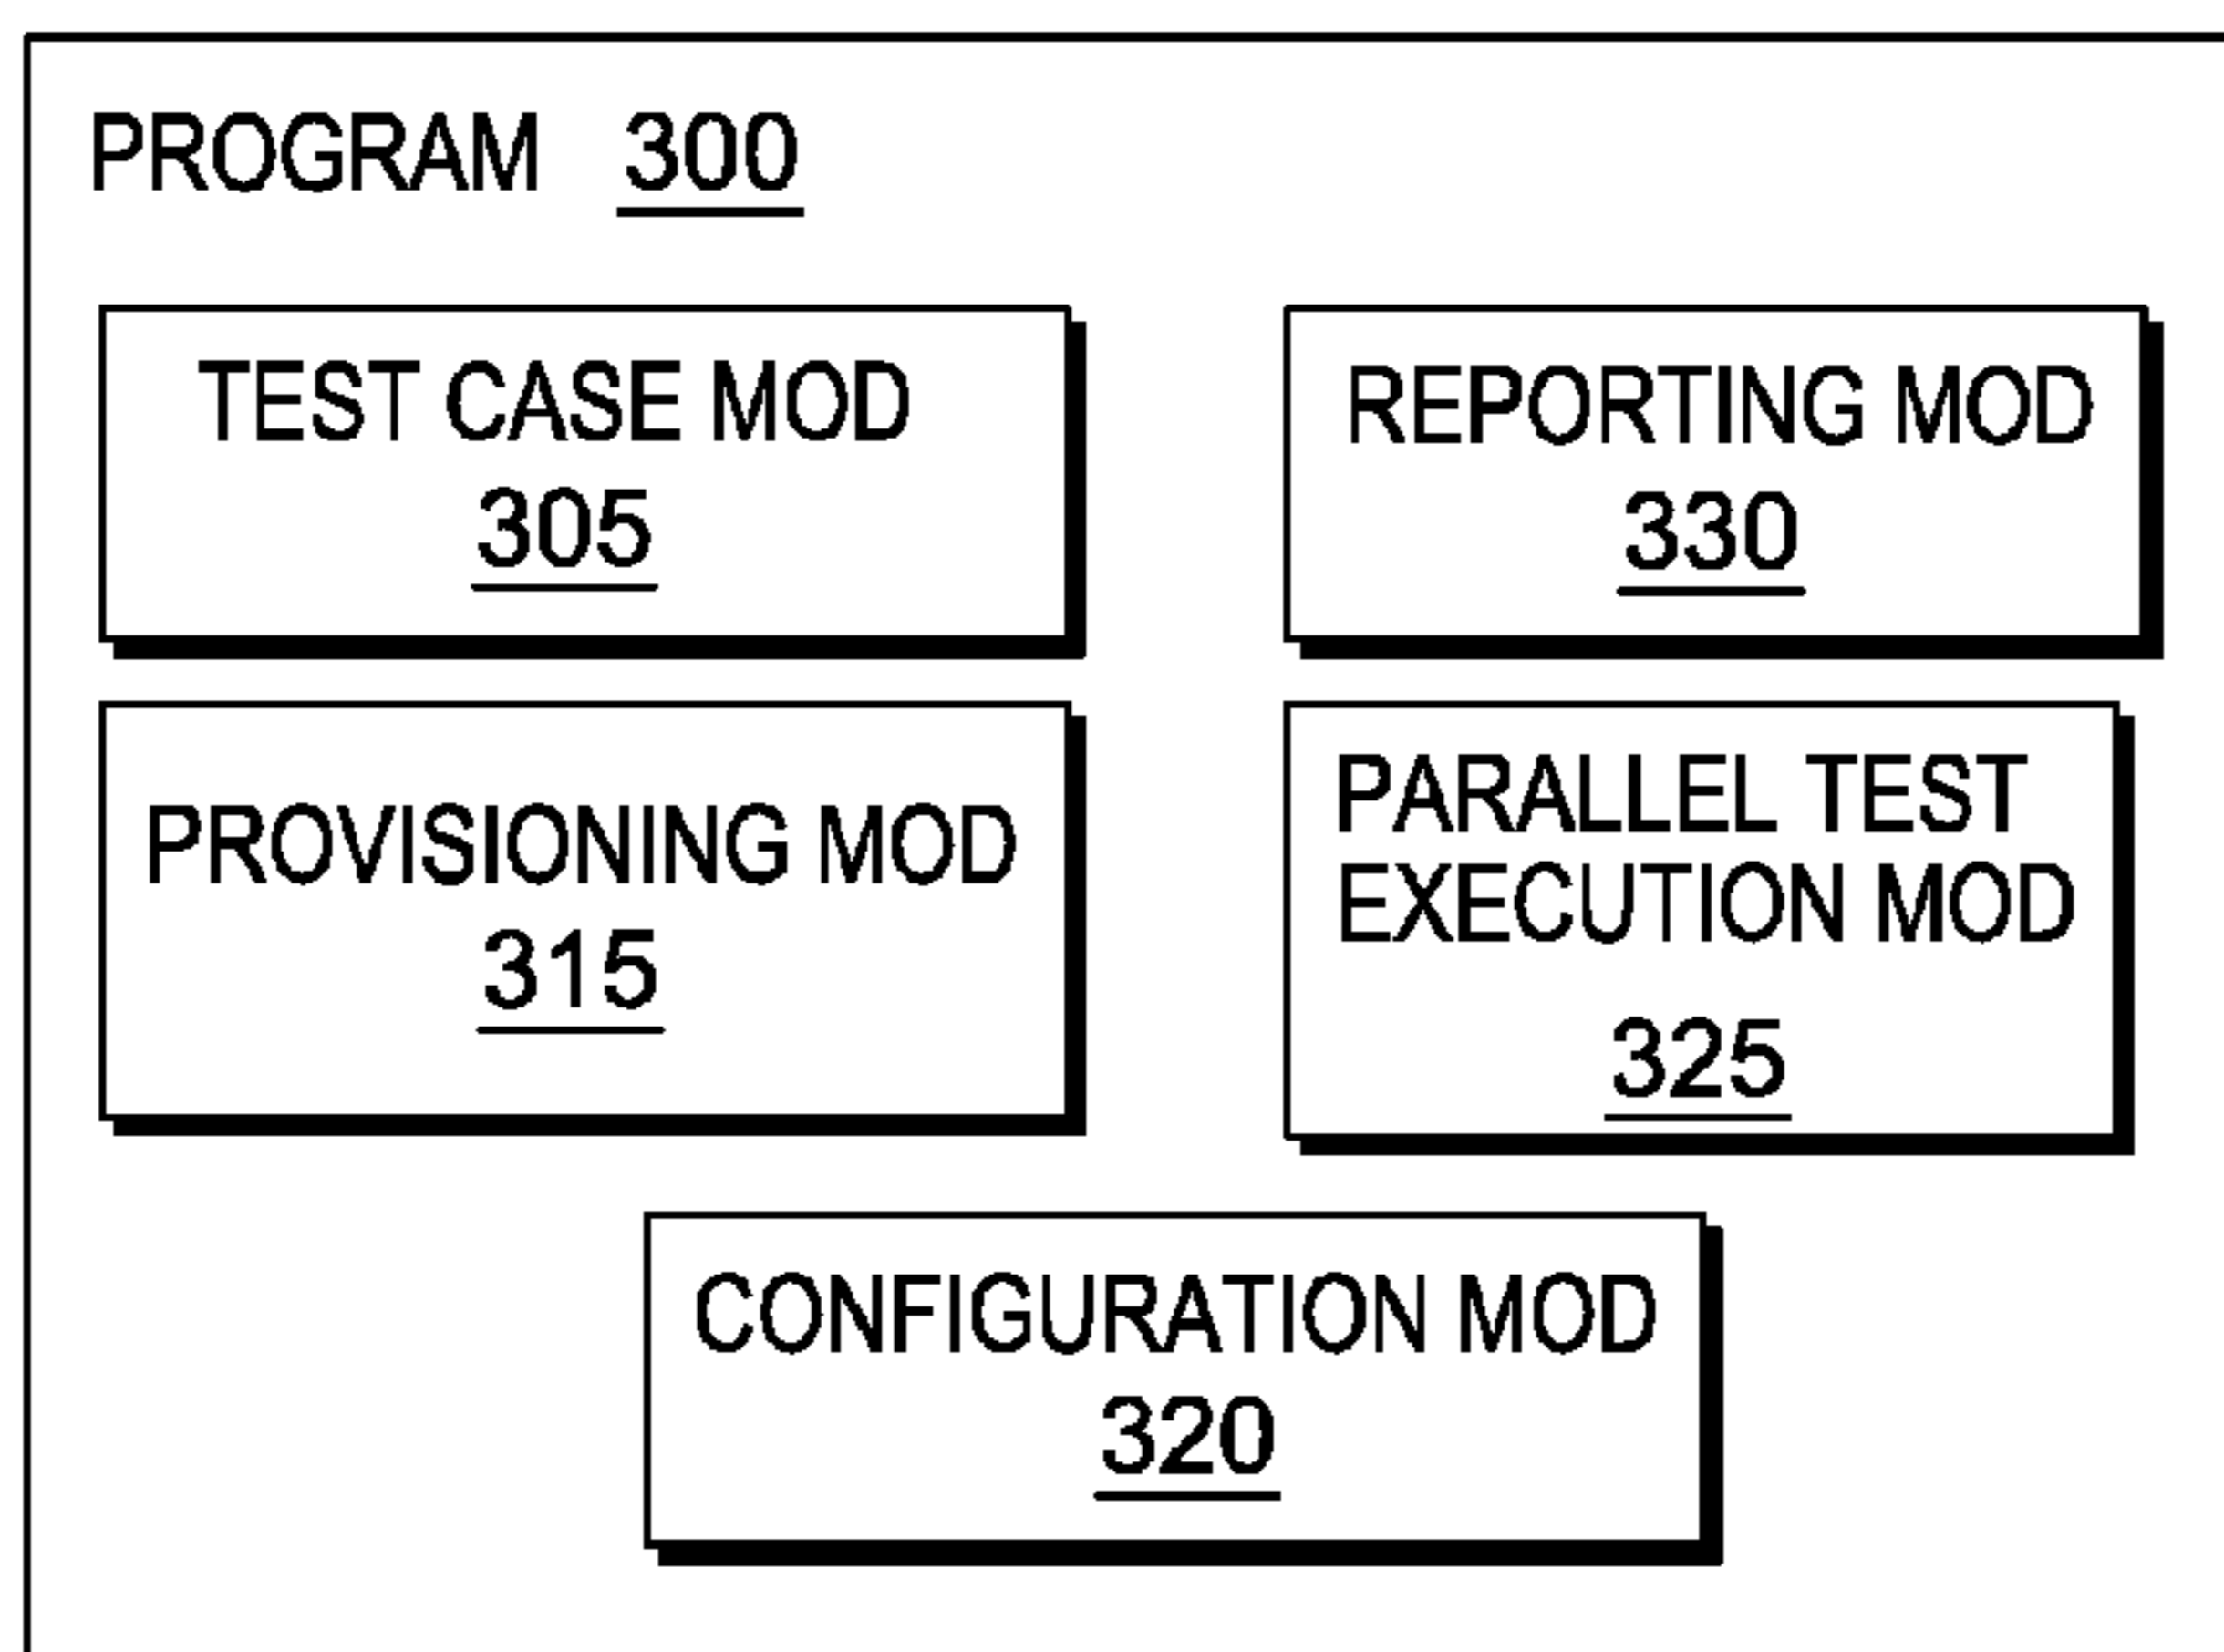 PROGRAM 300
TEST CASE MOD
305
REPORTING MOD
330
PROVISIONING MOD
315
PARALLEL TEST
EXECUTION MOD
325
CONFIGURATION MOD
320